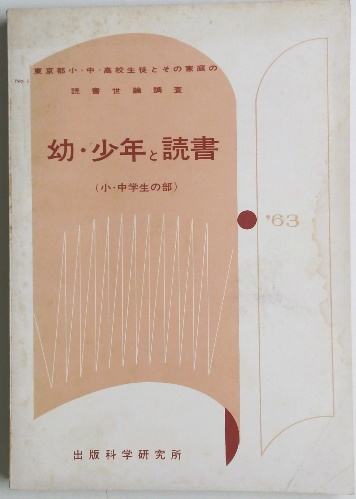 No. 1
東京都小・中・高校生徒とその家庭の
読書世論調査
幼・少年と読書
(小・中学生の部)
'63
出版科学研究所